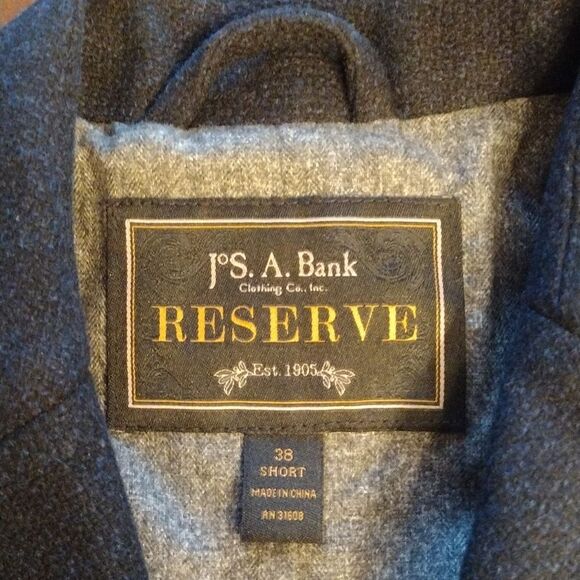 JoS. A. Bank
Clothing Co., Inc.
RESERVE
Est. 1905
38
SHORT
MADE IN CHINA
RN 31608